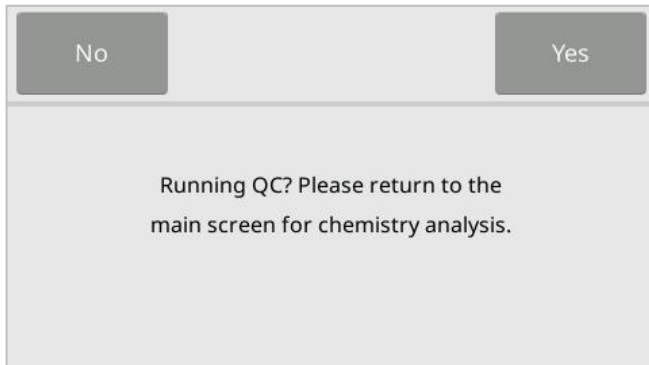 No
Yes
Running QC? Please return to the
main screen for chemistry analysis.